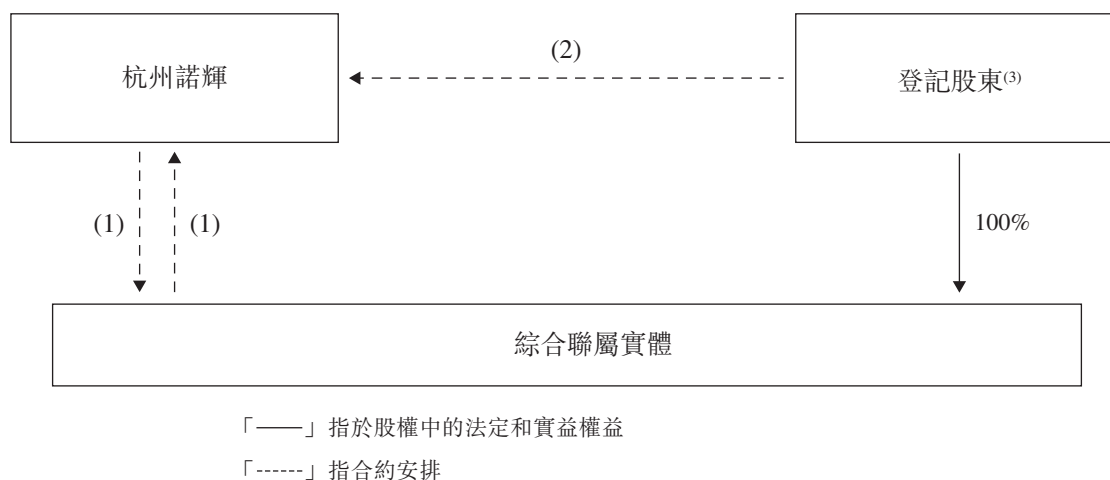 (2)
杭州諾輝
登記股東(3)
(1)
(1)
100%
綜合聯屬實體
「——」指於股權中的法定和實益權益
「------」指合約安排